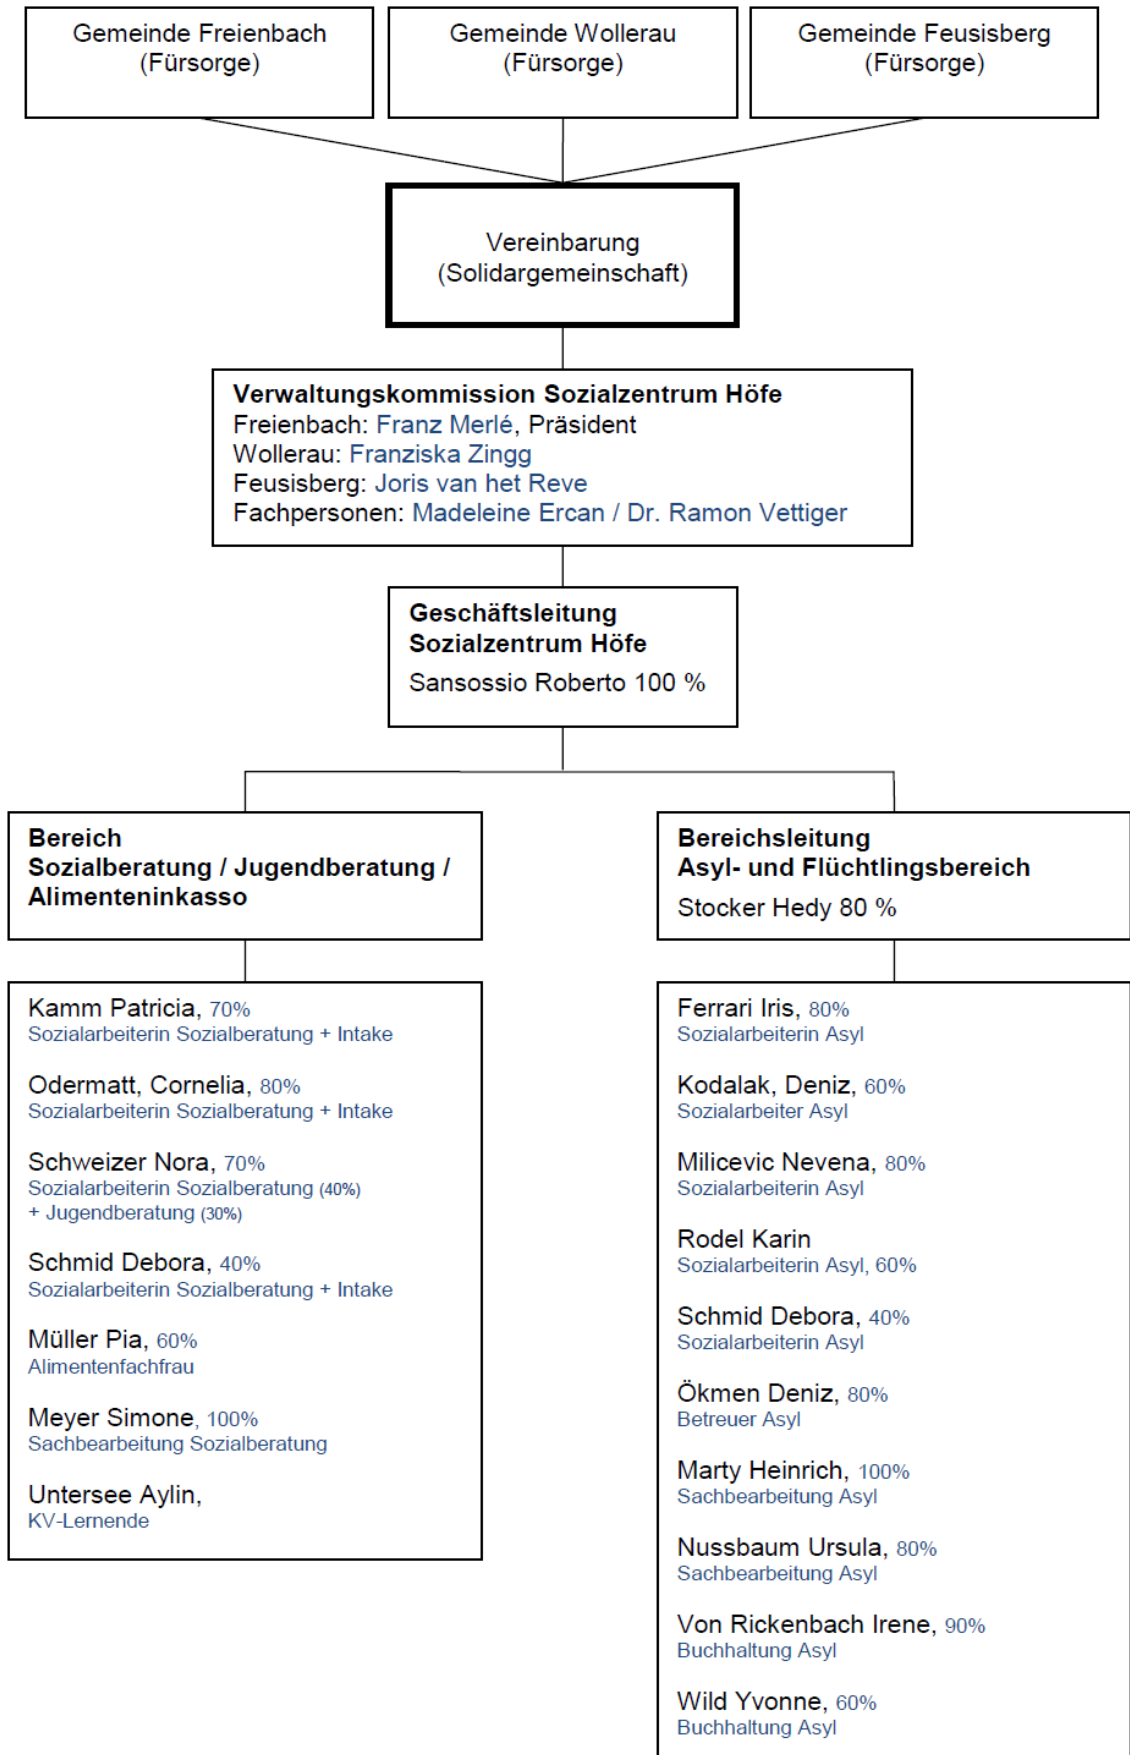 Gemeinde Freienbach
(Fürsorge)
Gemeinde Wollerau
(Fürsorge)
Gemeinde Feusisberg
(Fürsorge)
Vereinbarung
(Solidargemeinschaft)
Verwaltungskommission Sozialzentrum Höfe
Freienbach: Franz Merlé, Präsident
Wollerau: Franziska Zingg
Feusisberg: Joris van het Reve
Fachpersonen: Madeleine Ercan / Dr. Ramon Vettiger
Geschäftsleitung
Sozialzentrum Höfe
Sansossio Roberto 100 %
Bereich
Sozialberatung / Jugendberatung /
Alimenteninkasso
Kamm Patricia, 70%
Sozialarbeiterin Sozialberatung + Intake
Odermatt, Cornelia, 80%
Sozialarbeiterin Sozialberatung + Intake
Schweizer Nora, 70%
Sozialarbeiterin Sozialberatung (40%)
+ Jugendberatung (30%)
Schmid Debora, 40%
Sozialarbeiterin Sozialberatung + Intake
Müller Pia, 60%
Alimentenfachfrau
Meyer Simone, 100%
Sachbearbeitung Sozialberatung
Untersee Aylin,
KV-Lernende
Bereichsleitung
Asyl- und Flüchtlingsbereich
Stocker Hedy 80 %
Ferrari Iris, 80%
Sozialarbeiterin Asyl
Kodalak, Deniz, 60%
Sozialarbeiter Asyl
Milicevic Nevena, 80%
Sozialarbeiterin Asyl
Rodel Karin
Sozialarbeiterin Asyl, 60%
Schmid Debora, 40%
Sozialarbeiterin Asyl
Ökmen Deniz, 80%
Betreuer Asyl
Marty Heinrich, 100%
Sachbearbeitung Asyl
Nussbaum Ursula, 80%
Sachbearbeitung Asyl
Von Rickenbach Irene, 90%
Buchhaltung Asyl
Wild Yvonne, 60%
Buchhaltung Asyl